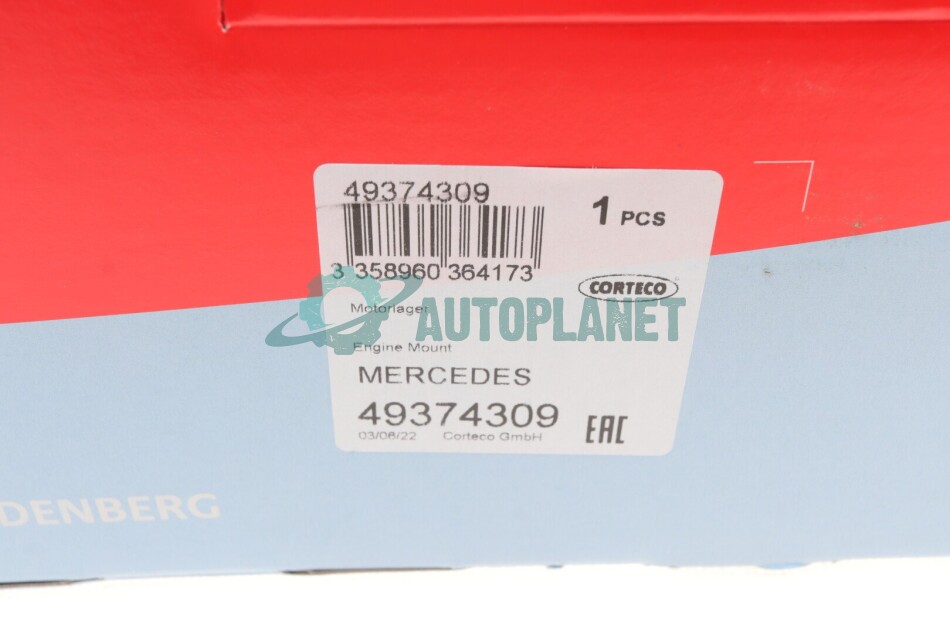 49374309
1 PCS
3 358960 364173
CORTECO
Motorlager
AUTOPLANET
Engine Mount
MERCEDES
49374309
03/06/22 Corteco GmbH
EAC
DENBERG